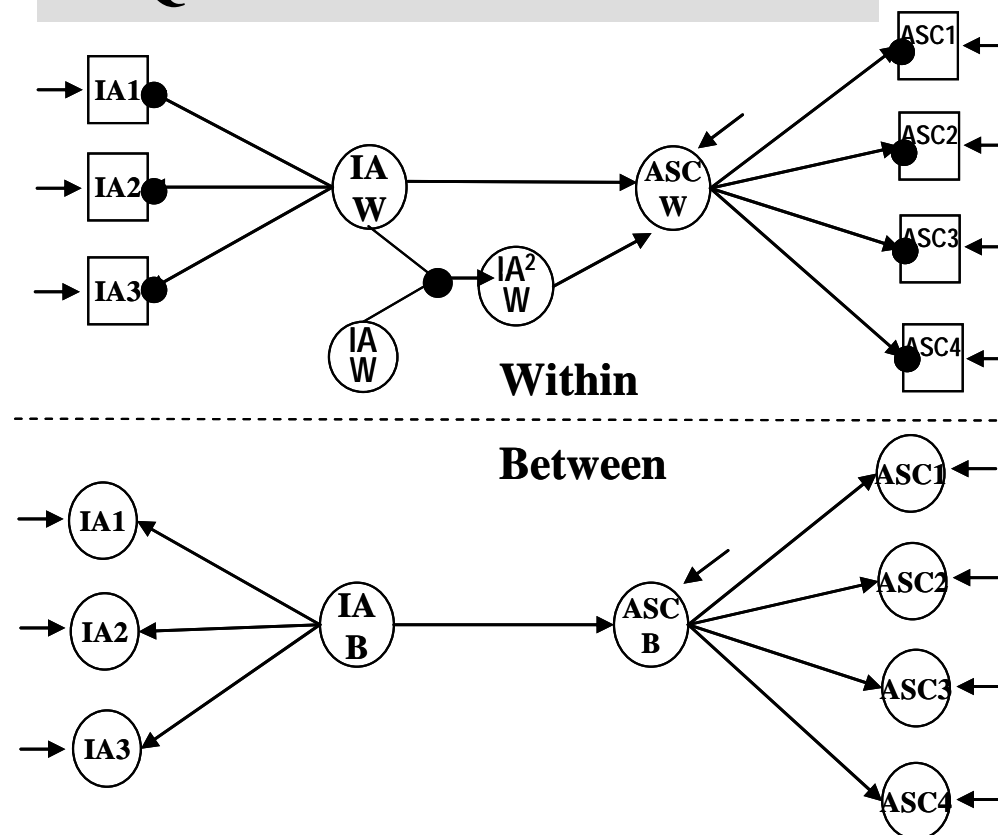 IA1
IA2
IA3
IA
W
IA
W
IA²
W
ASC
W
ASC1
ASC2
ASC3
ASC4
Within
Between
IA1
IA2
IA3
IA
B
ASC
B
ASC1
ASC2
ASC3
ASC4